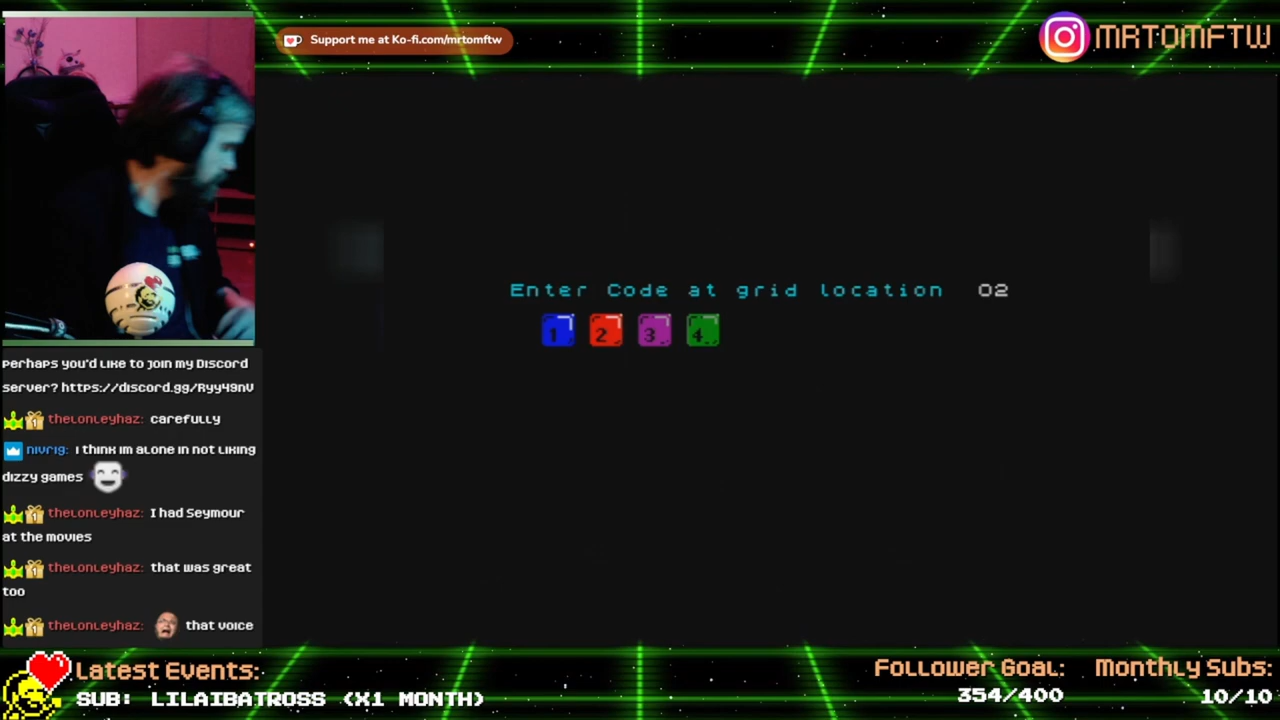 Support me at Ko-fi.com/mrtomftw
MRTOMFTW
Enter Code at grid location 02
1 2 3 4
Perhaps you'd like to join my Discord
server? https://discord.gg/Ryy49nV
thelonleyhaz: carefully
nivrig: I think im alone in not liking
dizzy games
thelonleyhaz: I had Seymour
at the movies
thelonleyhaz: that was great
too
thelonleyhaz: that voice
Latest Events:
SUB: LILAIBATROSS (X1 MONTH)
Follower Goal:
354/400
Monthly Subs:
10/10